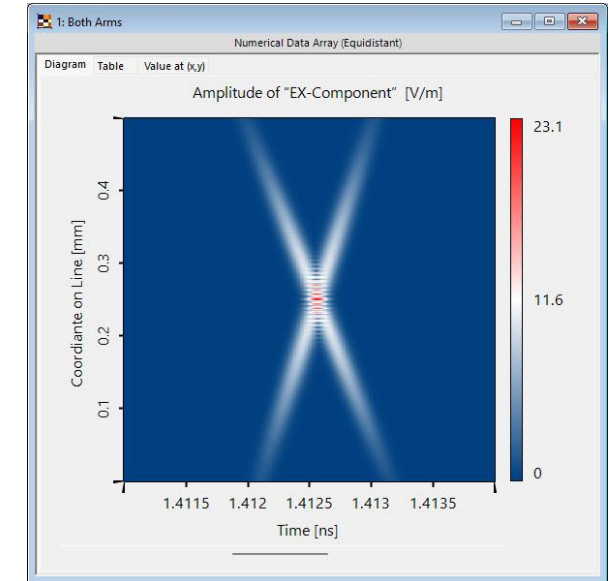 1: Both Arms
Numerical Data Array (Equidistant)
Diagram Table Value at (x,y)
Amplitude of "EX-Component" [V/m]
23.1
11.6
0
Coordiante on Line [mm]
0.4
0.3
0.2
0.1
1.4115 1.412 1.4125 1.413 1.4135
Time [ns]